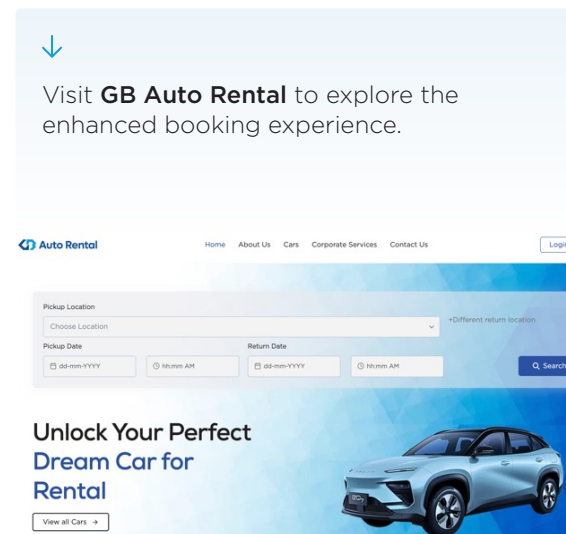 Visit GB Auto Rental to explore the
enhanced booking experience.
Auto Rental
Home About Us Cars Corporate Services Contact Us
Login
Pickup Location
Choose Location
+Different return location
Pickup Date Return Date
dd-mm-YYYY hh:mm AM dd-mm-YYYY hh:mm AM
Search
Unlock Your Perfect
Dream Car for
Rental
View all Cars →